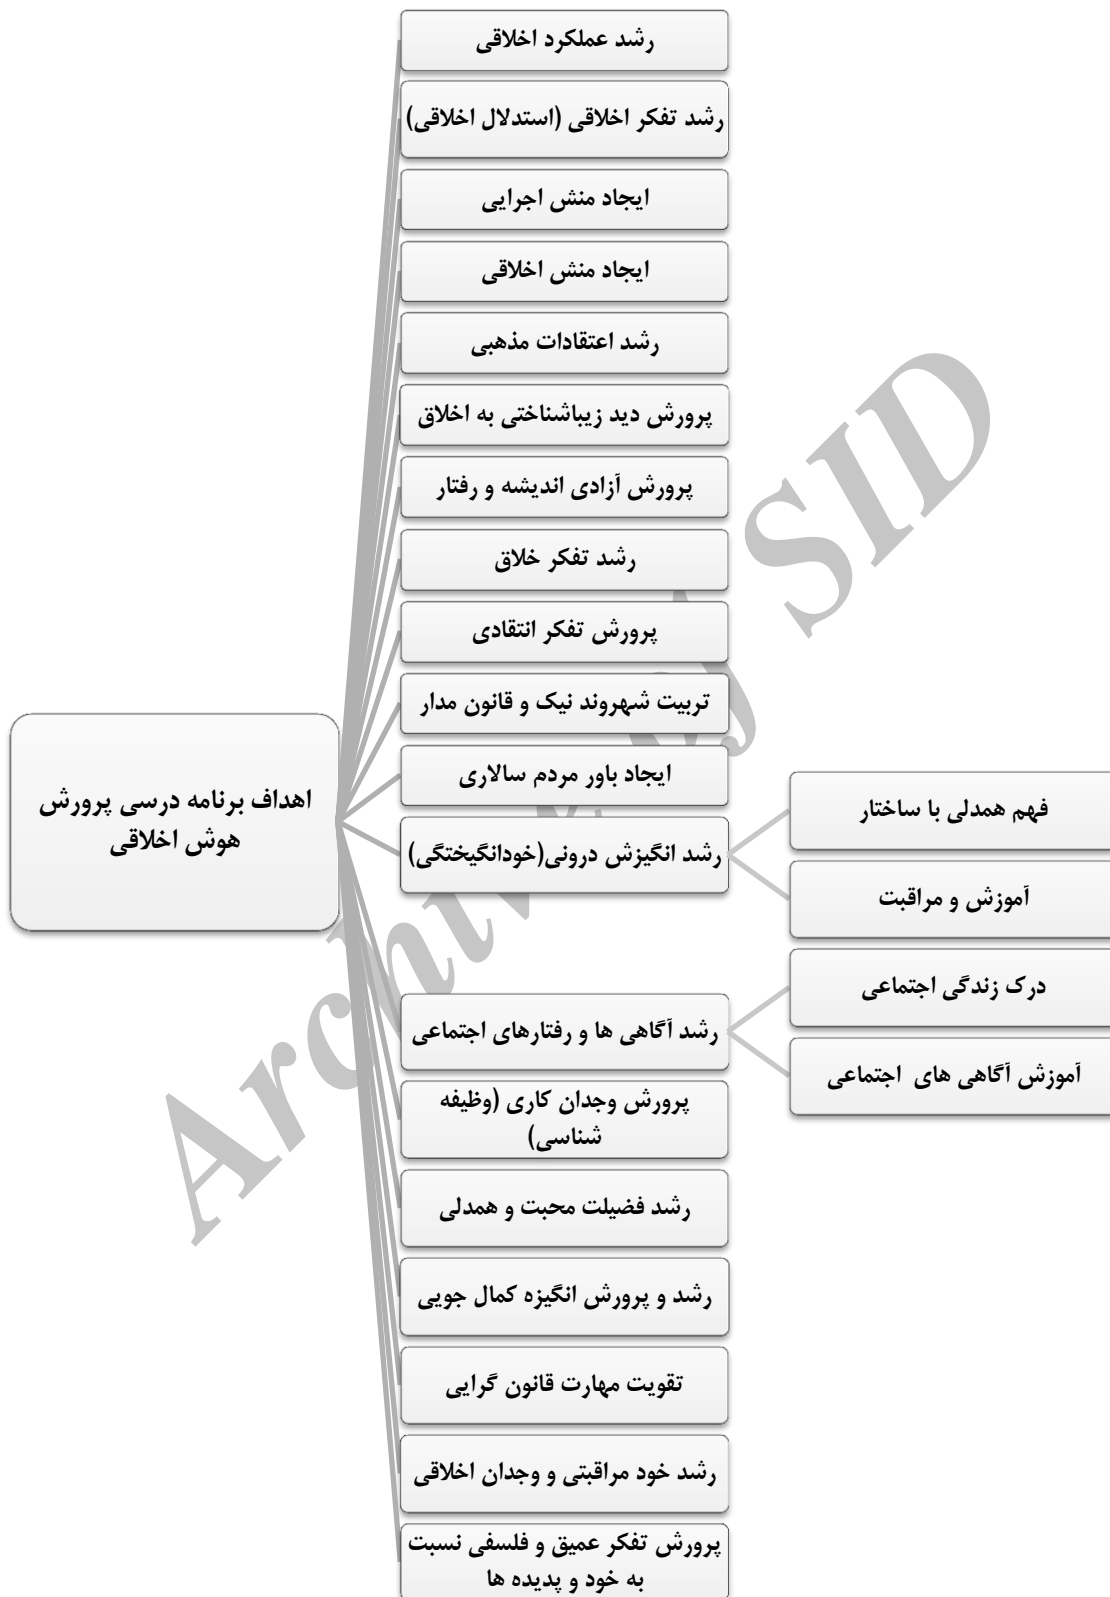 رشد عملکرد اخلاقی
رشد تفکر اخلاقی (استدلال اخلاقی)
ایجاد منش اجرایی
ایجاد منش اخلاقی
رشد اعتقادات مذهبی
پرورش دید زیباشناختی به اخلاق
پرورش آزادی اندیشه و رفتار
رشد تفکر خلاق
پرورش تفکر انتقادی
تربیت شهروند نیک و قانون مدار
ایجاد باور مردم سالاری
اهداف برنامه درسی پرورش
هوش اخلاقی
رشد انگیزش درونی(خودانگیختگی)
فهم همدلی با ساختار
آموزش و مراقبت
رشد آگاهی ها و رفتارهای اجتماعی
درک زندگی اجتماعی
آموزش آگاهی های اجتماعی
پرورش وجدان کاری (وظیفه
شناسی)
رشد فضیلت محبت و همدلی
رشد و پرورش انگیزه کمال جویی
تقویت مهارت قانون گرایی
رشد خود مراقبتی و وجدان اخلاقی
پرورش تفکر عمیق و فلسفی نسبت
به خود و پدیده ها
Archive of SID